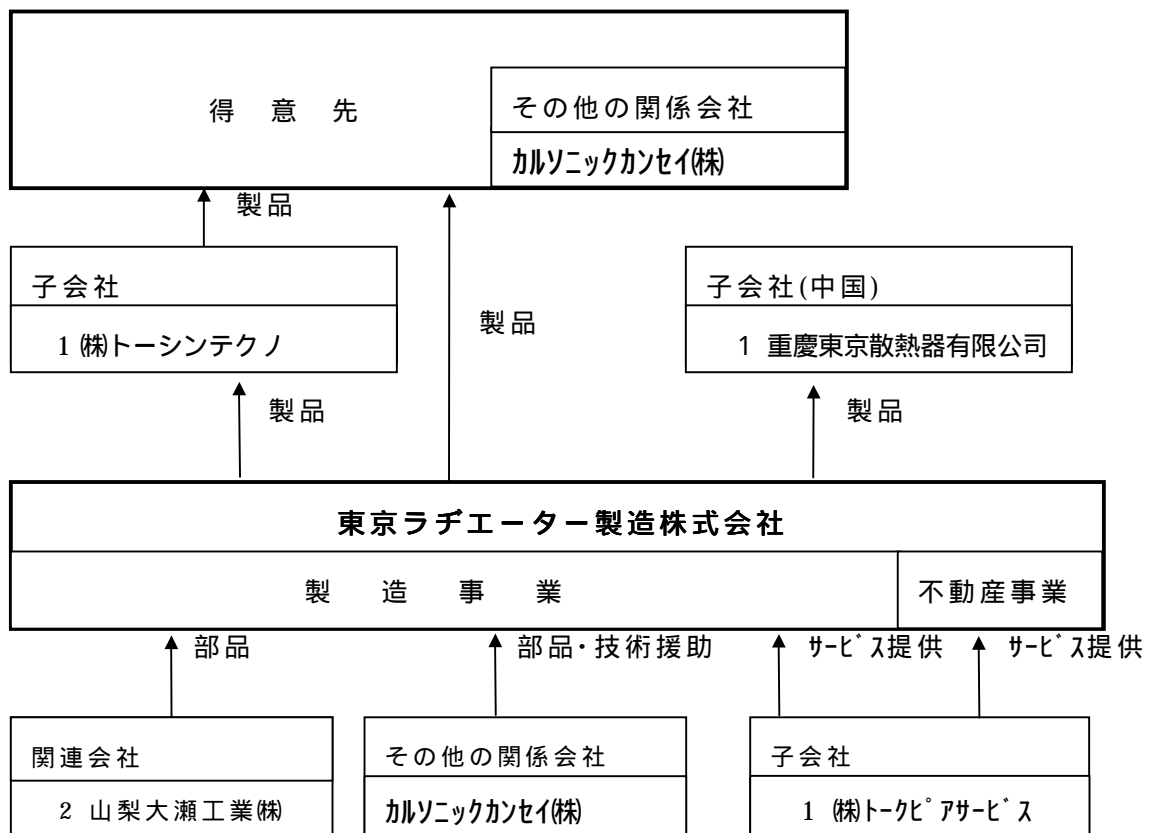 得意先
その他の関係会社
カルソニックカンセイ(株)
製品
子会社
1 (株)トーシンテクノ
製品
子会社(中国)
1 重慶東京散熱器有限公司
製品
製品
東京ラヂエーター製造株式会社
製造事業
不動産事業
部品
部品・技術援助
ｻｰﾋﾞｽ提供
ｻｰﾋﾞｽ提供
関連会社
2 山梨大瀬工業(株)
その他の関係会社
カルソニックカンセイ(株)
子会社
1 (株)トークピアサービス